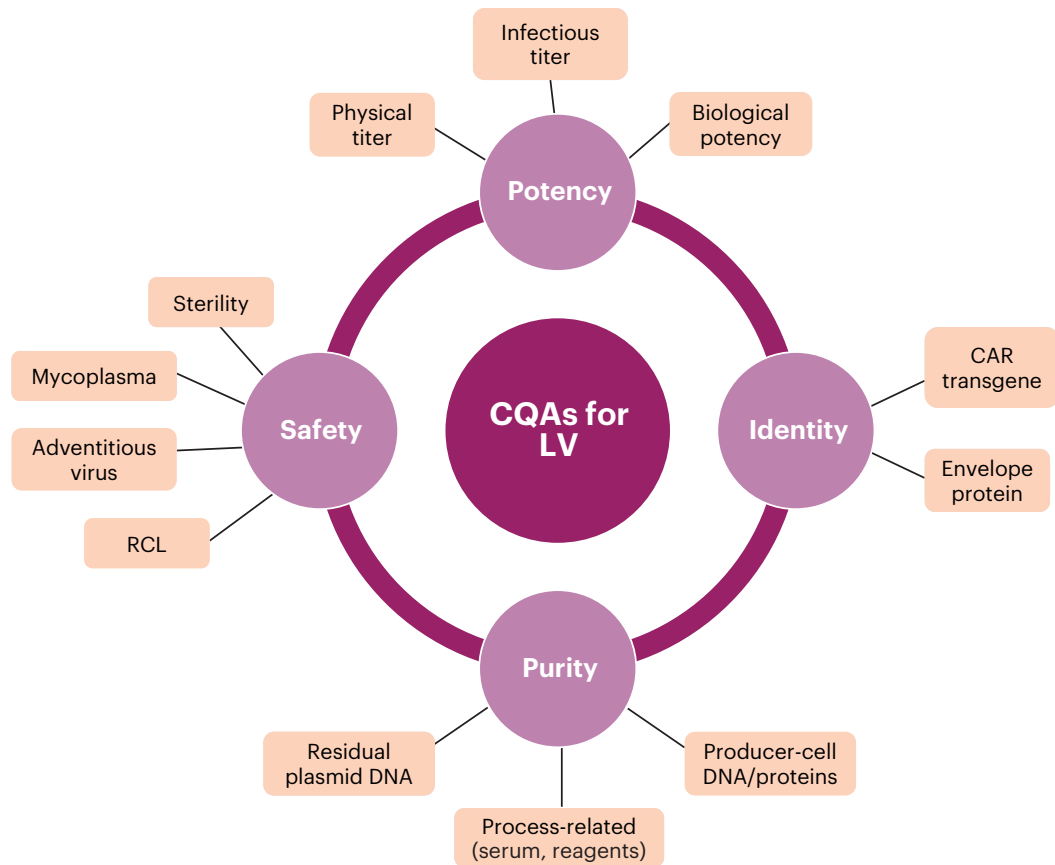 Infectious
titer
Physical
titer
Biological
potency
Potency
Sterility
Mycoplasma
Adventitious
virus
RCL
Safety
CQAs for
LV
Identity
CAR
transgene
Envelope
protein
Purity
Residual
plasmid DNA
Process-related
(serum, reagents)
Producer-cell
DNA/proteins